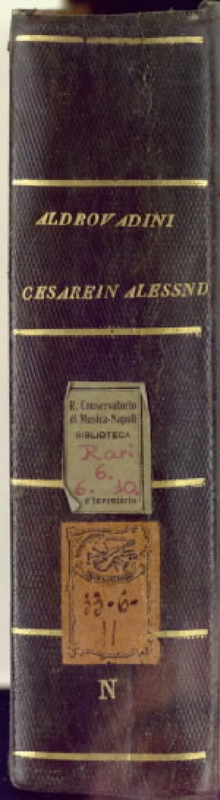 ALDROVADINI
CESAREIN ALESSND
R. Conservatorio
di Musica-Napoli
BIBLIOTECA
Rari
6.
6. 10.
d'inventario
33-6-
11
N